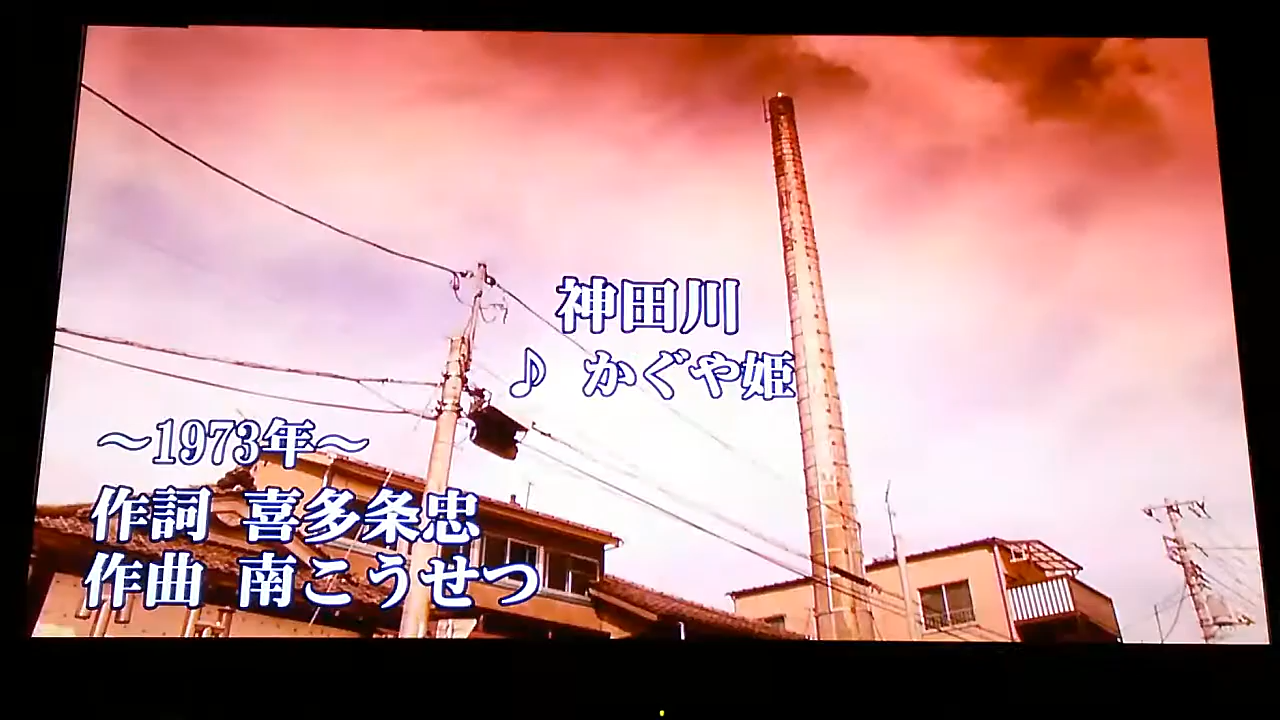 神田川
♪ かぐや姫
～1973年～
作詞 喜多条忠
作曲 南こうせつ